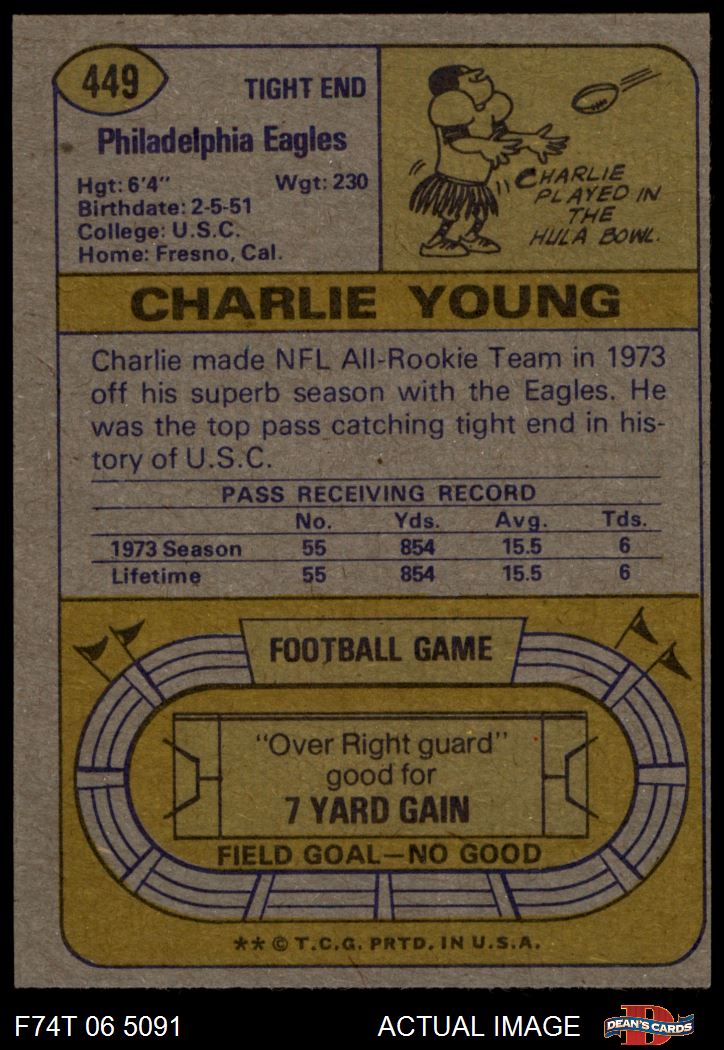 449
TIGHT END
Philadelphia Eagles
Hgt: 6'4" Wgt: 230
Birthdate: 2-5-51
College: U.S.C.
Home: Fresno, Cal.
CHARLIE
PLAYED IN
THE
HULA BOWL.
CHARLIE YOUNG
Charlie made NFL All-Rookie Team in 1973
off his superb season with the Eagles. He
was the top pass catching tight end in his-
tory of U.S.C.
PASS RECEIVING RECORD
No. Yds. Avg. Tds.
1973 Season 55 854 15.5 6
Lifetime 55 854 15.5 6
FOOTBALL GAME
"Over Right guard"
good for
7 YARD GAIN
FIELD GOAL—NO GOOD
** © T.C.G. PRTD. IN U.S.A.
F74T 06 5091 ACTUAL IMAGE
D
DEAN'S CARDS